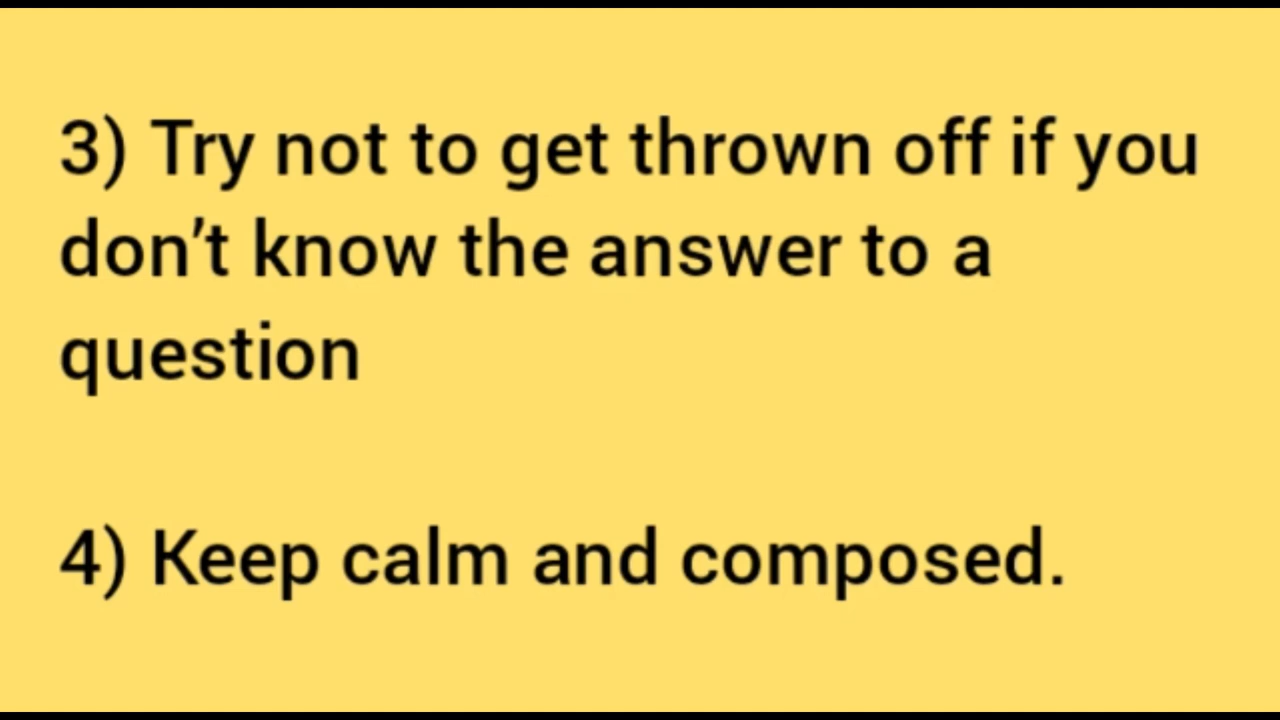 3) Try not to get thrown off if you
don’t know the answer to a
question
4) Keep calm and composed.